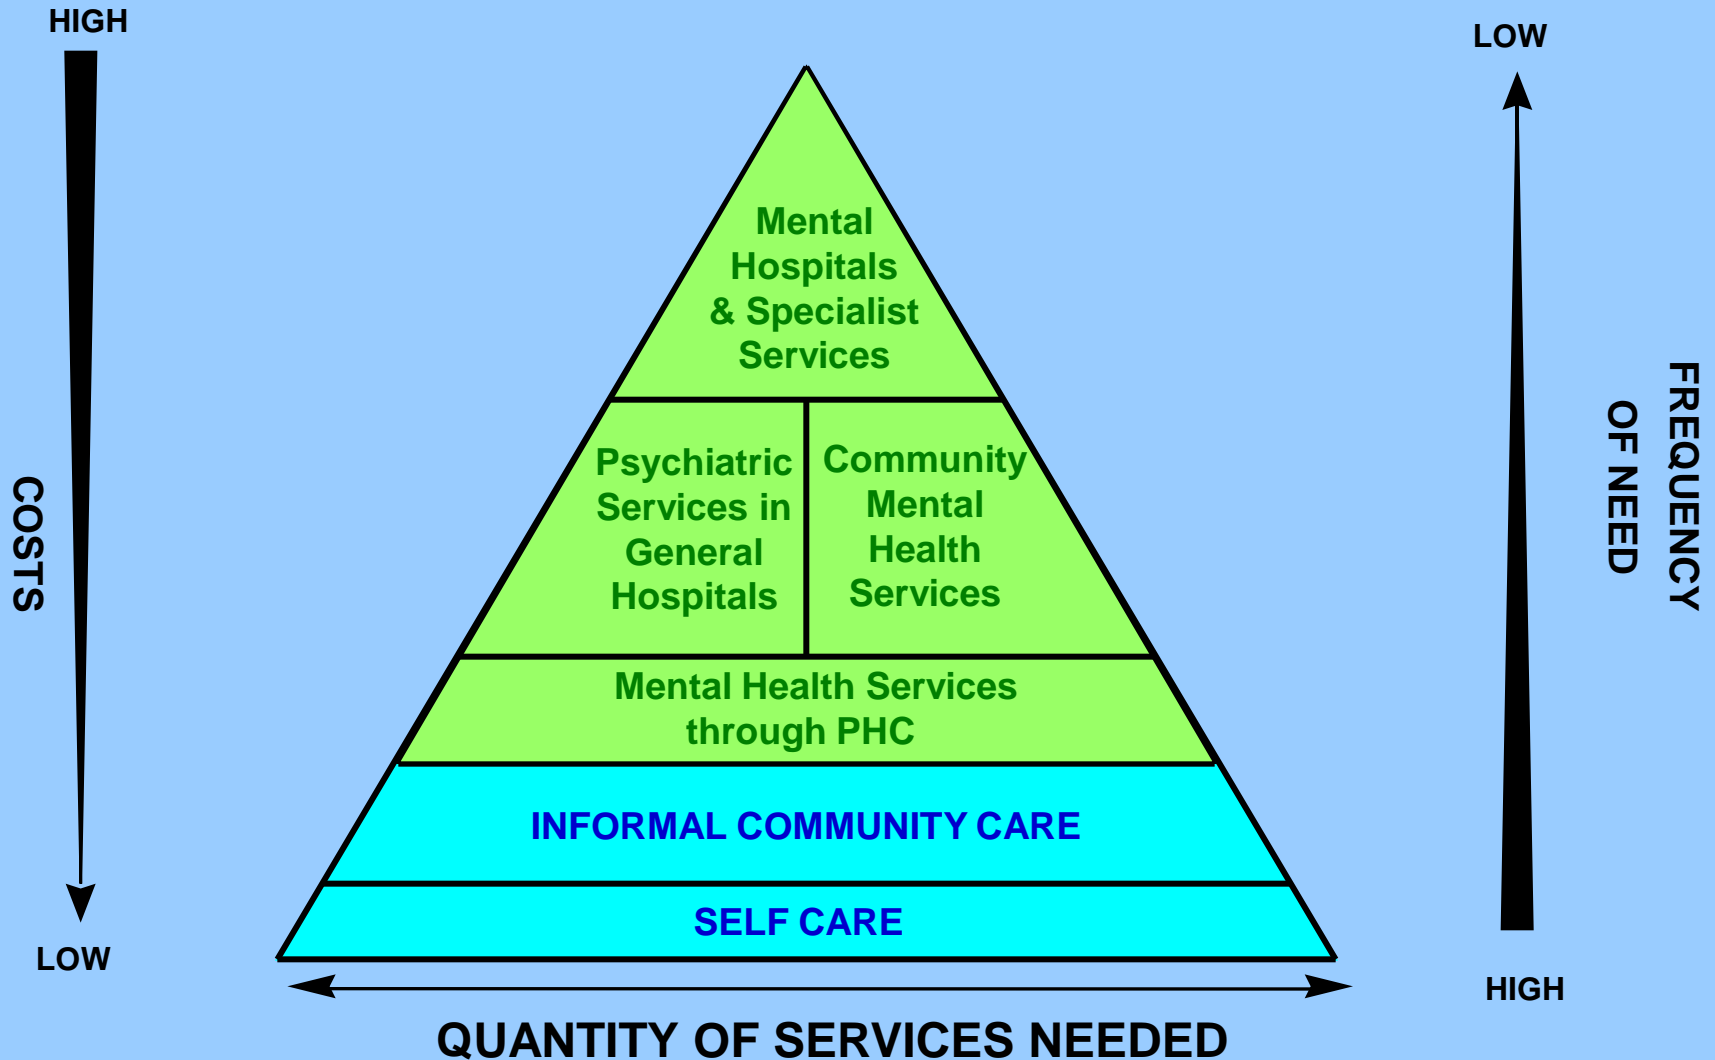 HIGH
LOW
Mental
Hospitals
& Specialist
Services
Psychiatric
Services in
General
Hospitals
Community
Mental
Health
Services
Mental Health Services
through PHC
INFORMAL COMMUNITY CARE
SELF CARE
COSTS
FREQUENCY
OF NEED
LOW
HIGH
QUANTITY OF SERVICES NEEDED